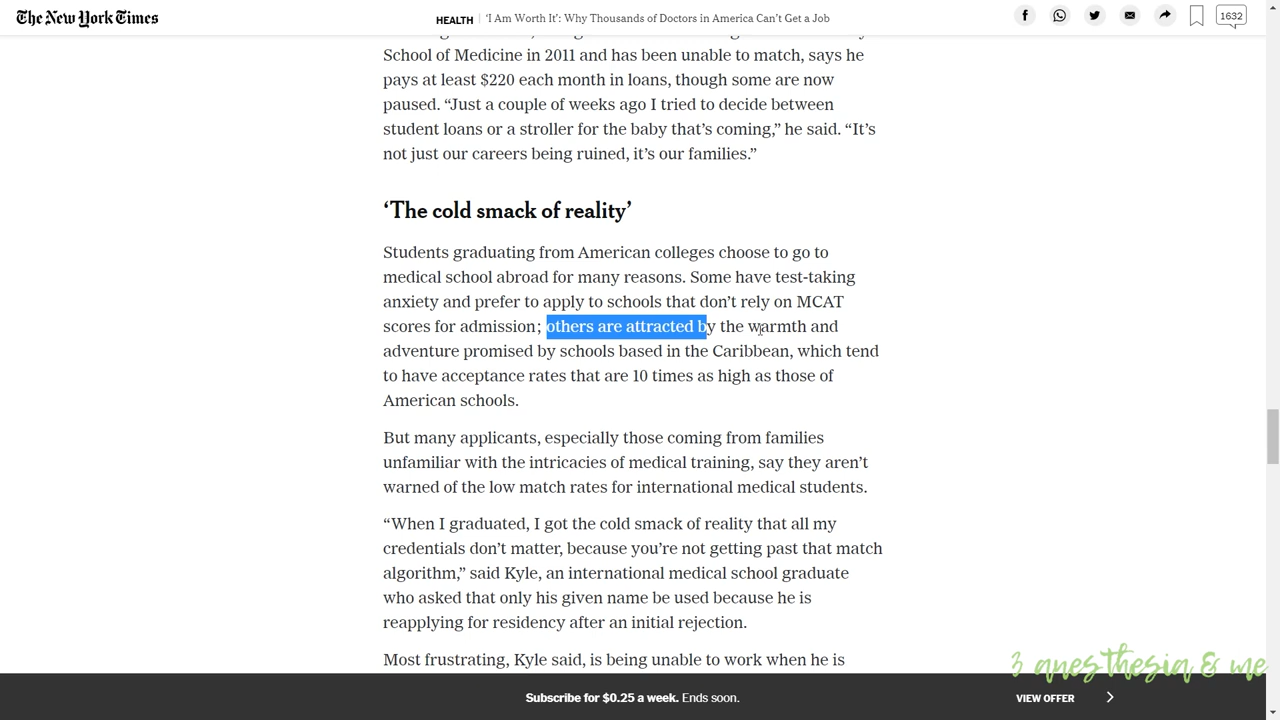 The New York Times
HEALTH | ‘I Am Worth It’: Why Thousands of Doctors in America Can’t Get a Job
1632
School of Medicine in 2011 and has been unable to match, says he
pays at least $220 each month in loans, though some are now
paused. “Just a couple of weeks ago I tried to decide between
student loans or a stroller for the baby that’s coming,” he said. “It’s
not just our careers being ruined, it’s our families.”
‘The cold smack of reality’
Students graduating from American colleges choose to go to
medical school abroad for many reasons. Some have test-taking
anxiety and prefer to apply to schools that don’t rely on MCAT
scores for admission; others are attracted by the warmth and
adventure promised by schools based in the Caribbean, which tend
to have acceptance rates that are 10 times as high as those of
American schools.
But many applicants, especially those coming from families
unfamiliar with the intricacies of medical training, say they aren’t
warned of the low match rates for international medical students.
“When I graduated, I got the cold smack of reality that all my
credentials don’t matter, because you’re not getting past that match
algorithm,” said Kyle, an international medical school graduate
who asked that only his given name be used because he is
reapplying for residency after an initial rejection.
Most frustrating, Kyle said, is being unable to work when he is
3 anesthesia & me
Subscribe for $0.25 a week. Ends soon.
VIEW OFFER